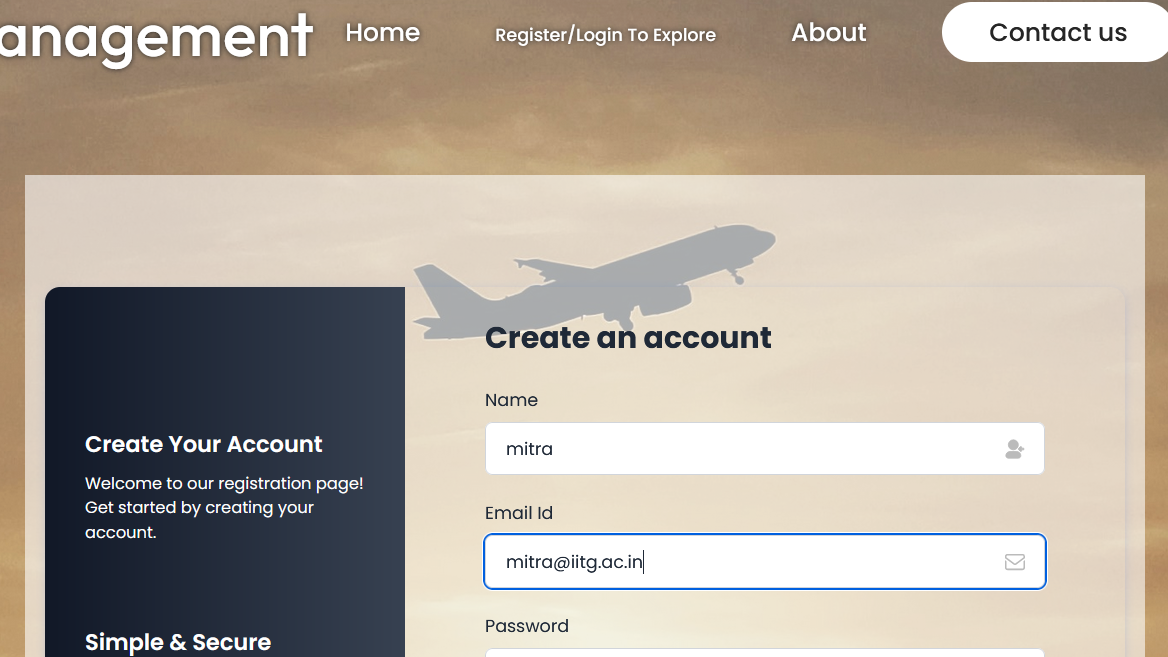 anagement
Home
Register/Login To Explore
About
Contact us
Create an account
Name
mitra
Email Id
mitra@iitg.ac.in
Password
Create Your Account
Welcome to our registration page!
Get started by creating your
account.
Simple & Secure